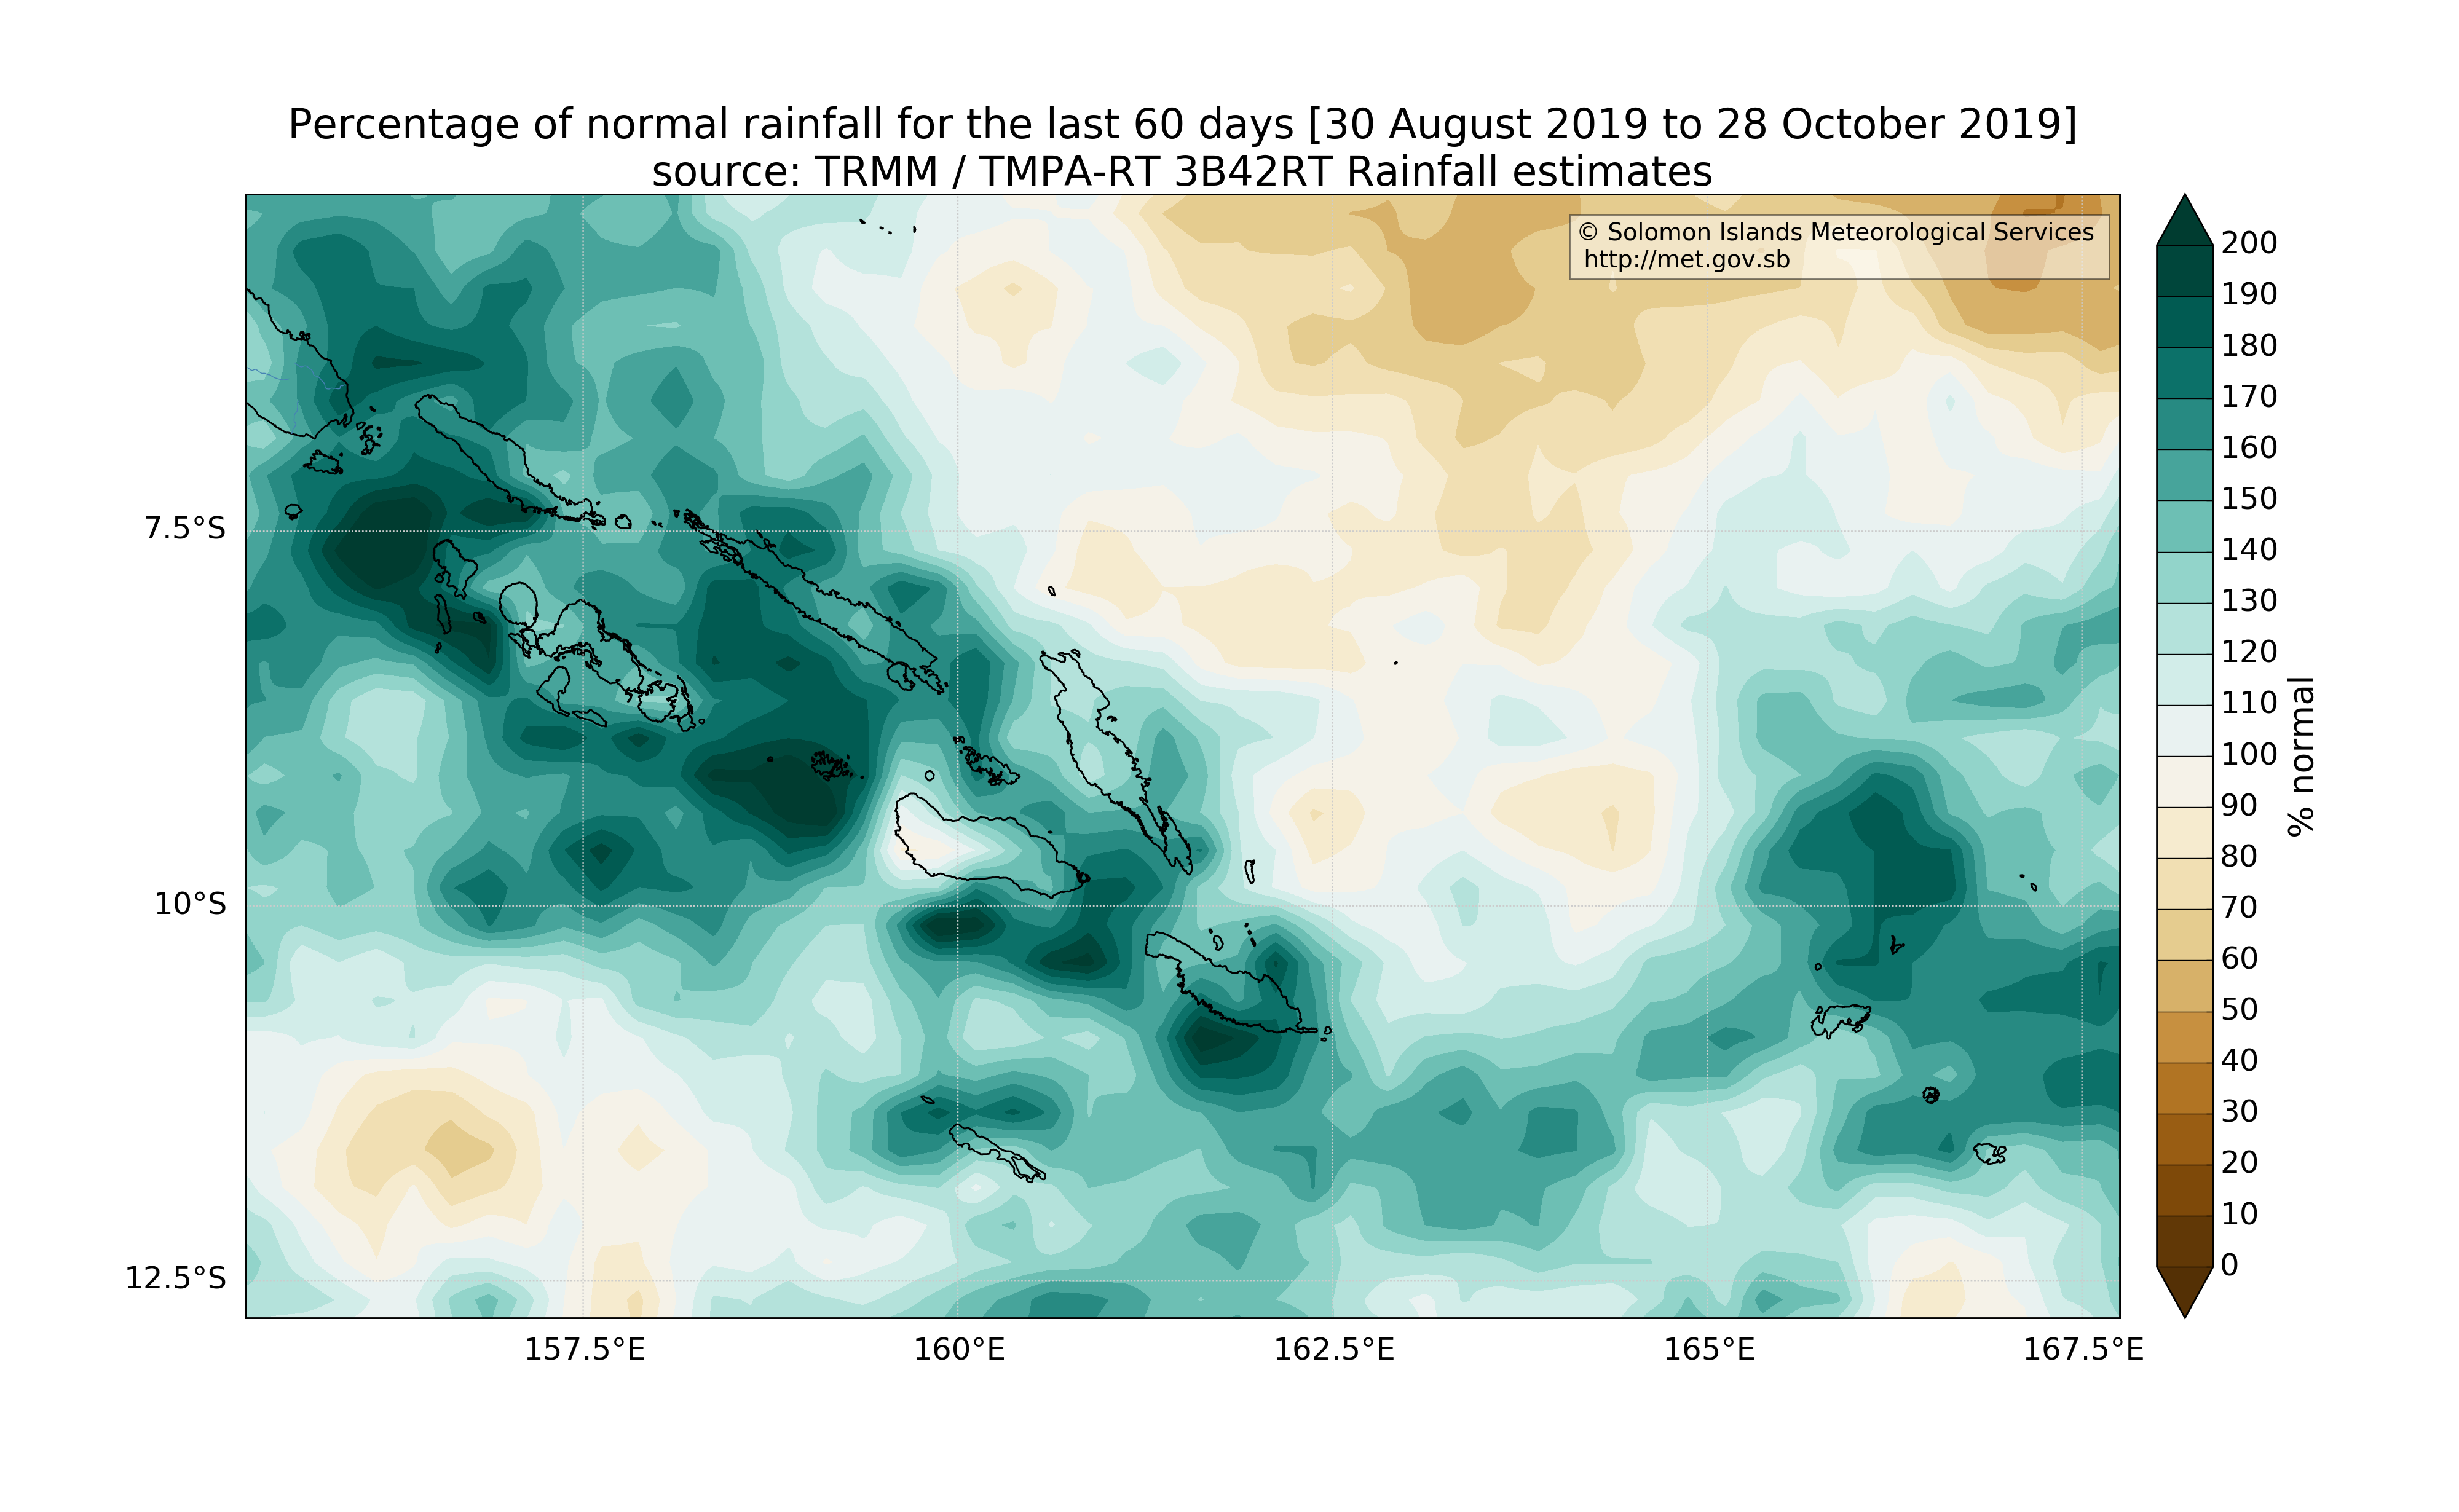 Percentage of normal rainfall for the last 60 days [30 August 2019 to 28 October 2019]
source: TRMM / TMPA-RT 3B42RT Rainfall estimates
© Solomon Islands Meteorological Services
http://met.gov.sb
7.5°S
10°S
12.5°S
157.5°E
160°E
162.5°E
165°E
167.5°E
200
190
180
170
160
150
140
130
120
110
100
90
80
70
60
50
40
30
20
10
0
% normal